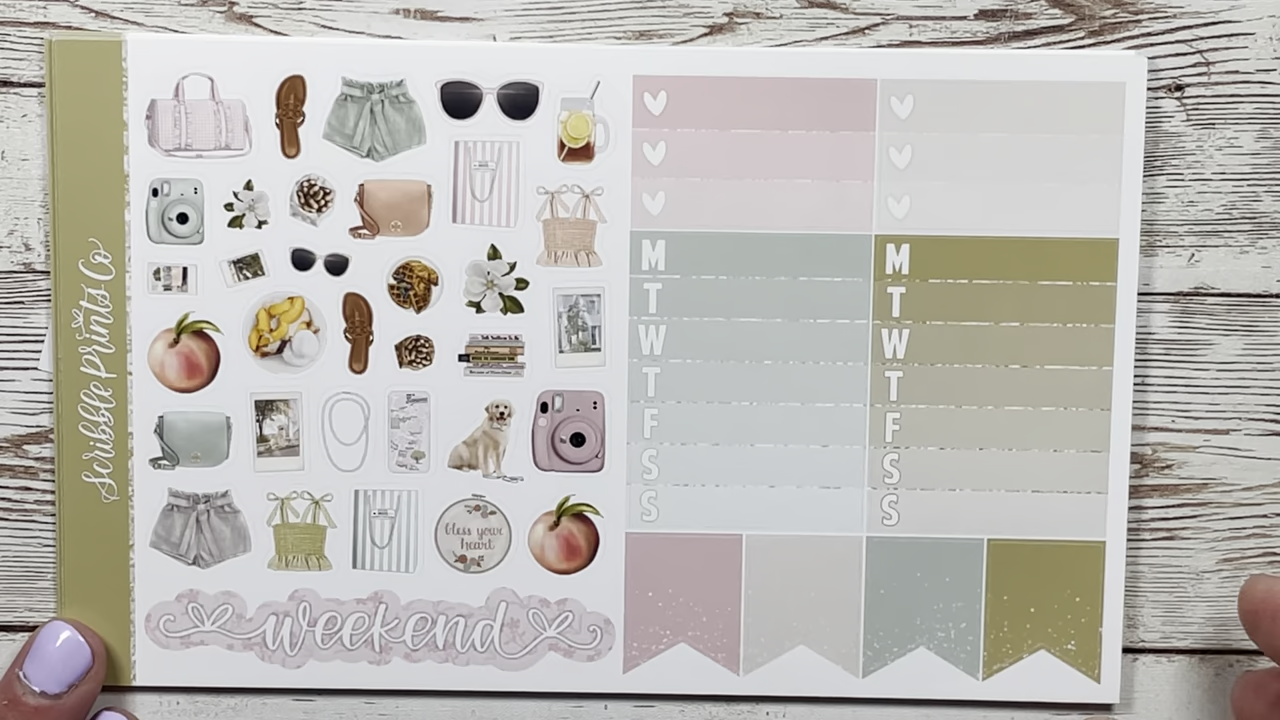 Scribble Prints Co
bless your
heart
weekend
M
T
W
T
F
S
S
M
T
W
T
F
S
S